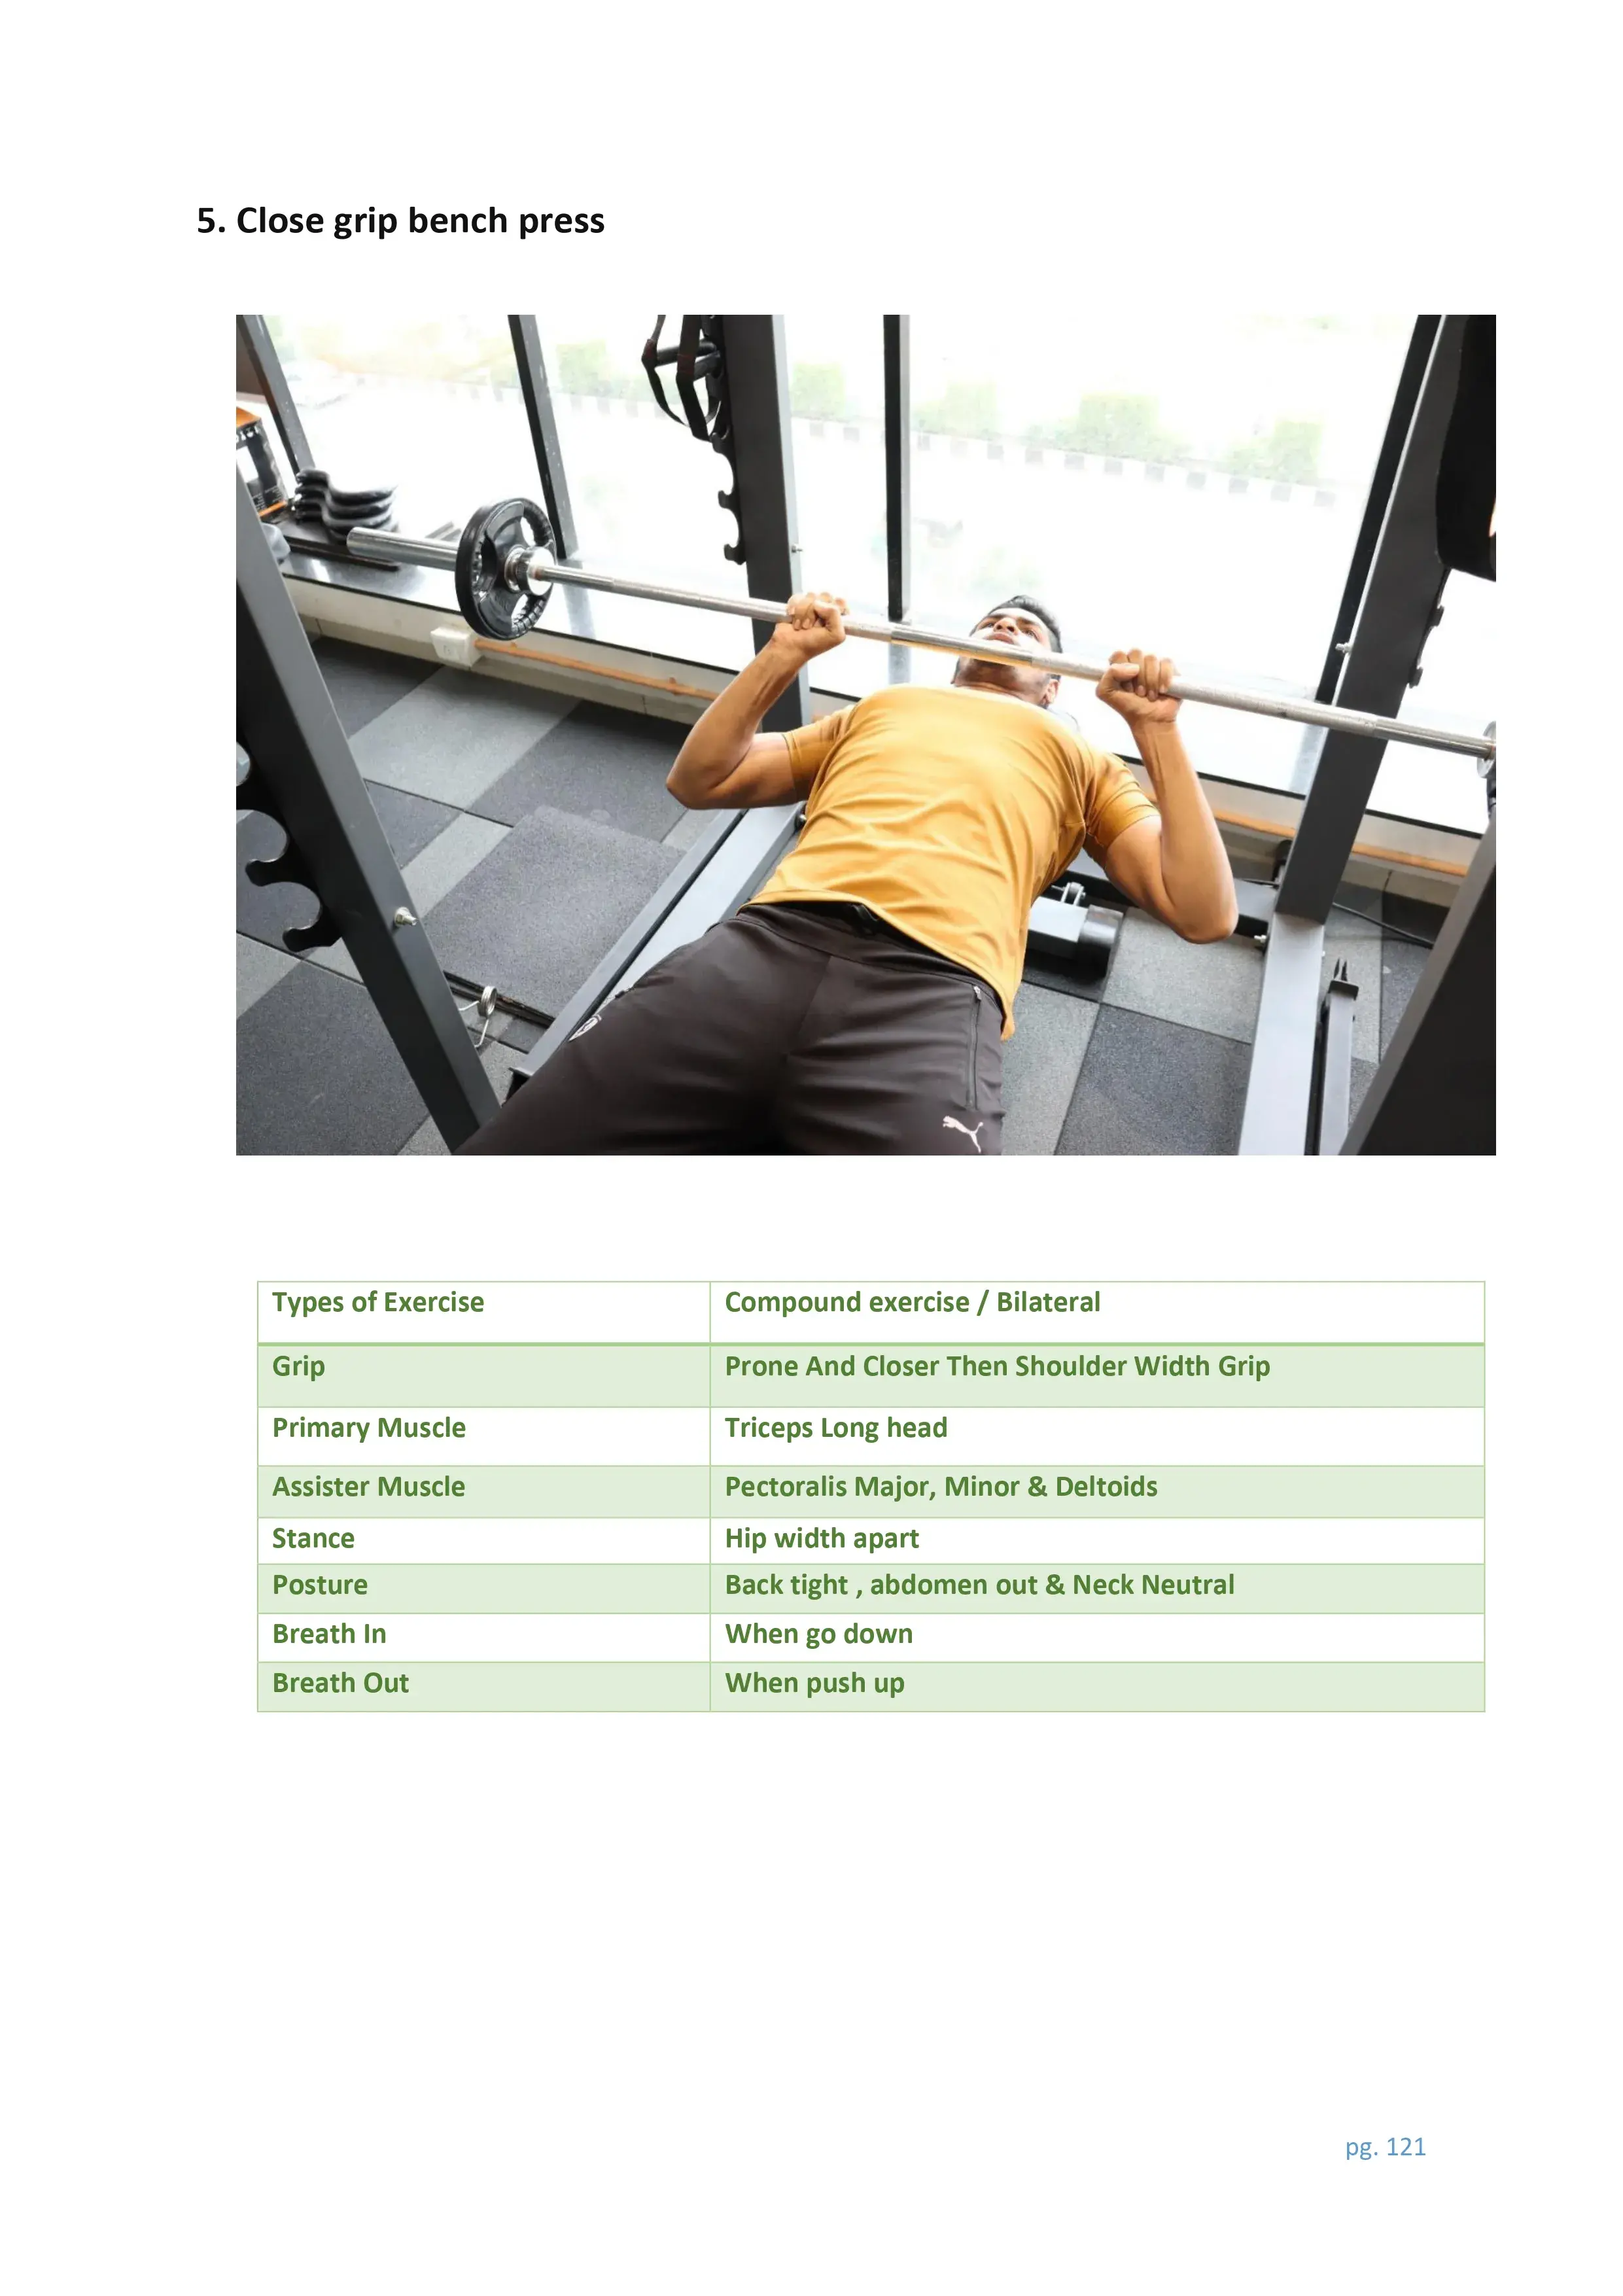 5. Close grip bench press
Types of Exercise Compound exercise / Bilateral
Grip Prone And Closer Then Shoulder Width Grip
Primary Muscle Triceps Long head
Assister Muscle Pectoralis Major, Minor & Deltoids
Stance Hip width apart
Posture Back tight , abdomen out & Neck Neutral
Breath In When go down
Breath Out When push up
pg. 121